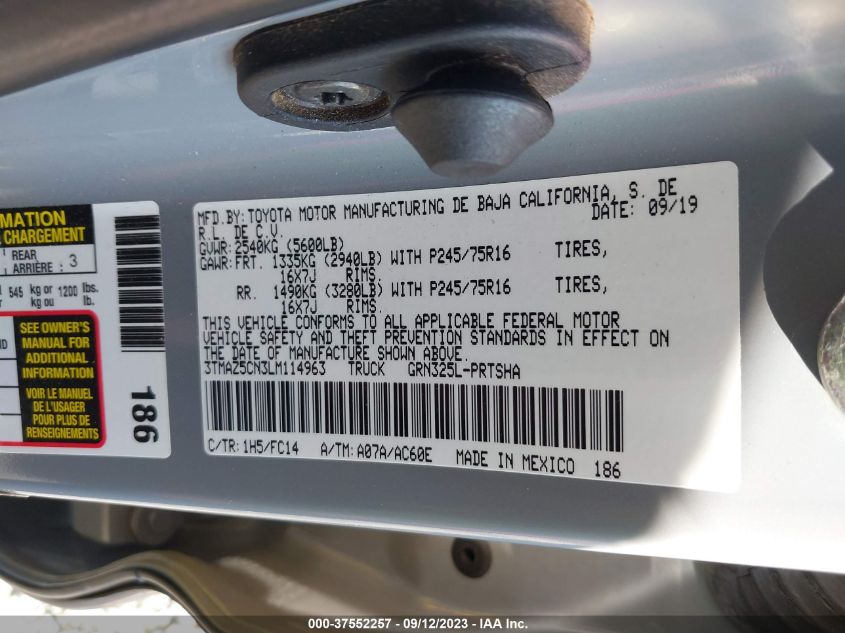 MATION
CHARGEMENT
REAR
ARRIÈRE : 3
545 kg or 1200 lbs.
kg ou lb.
SEE OWNER'S
MANUAL FOR
ADDITIONAL
INFORMATION
VOIR LE MANUEL
DE L'USAGER
POUR PLUS DE
RENSEIGNEMENTS
186
MFD.BY: TOYOTA MOTOR MANUFACTURING DE BAJA CALIFORNIA, S. DE
R.L. DE C.V. DATE: 09/19
GVWR: 2540KG (5600LB)
GAWR: FRT. 1335KG (2940LB) WITH P245/75R16 TIRES,
16X7J RIMS.
RR. 1490KG (3280LB) WITH P245/75R16 TIRES,
16X7J RIMS.
THIS VEHICLE CONFORMS TO ALL APPLICABLE FEDERAL MOTOR
VEHICLE SAFETY AND THEFT PREVENTION STANDARDS IN EFFECT ON
THE DATE OF MANUFACTURE SHOWN ABOVE.
3TMAZ5CN3LM114963 TRUCK GRN325L-PRTSHA
C/TR: 1H5/FC14 A/TM: A07A/AC60E MADE IN MEXICO 186
000-37552257 - 09/12/2023 - IAA Inc.